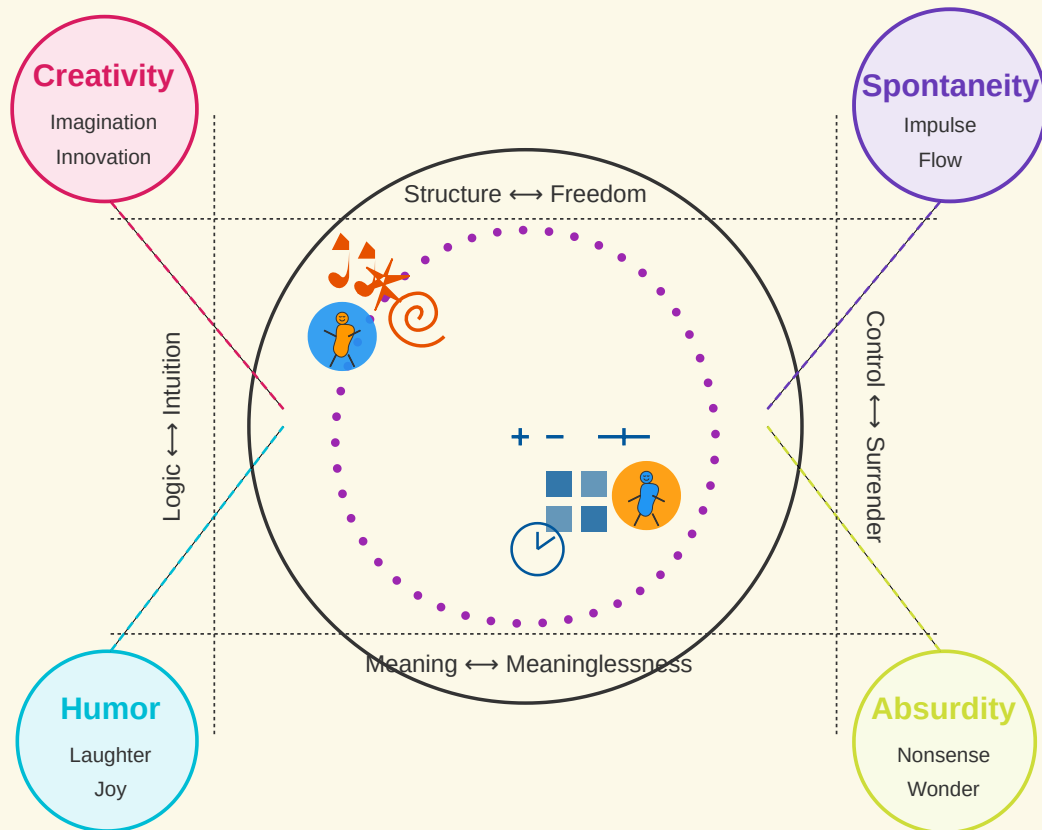 Creativity
Imagination
Innovation
Spontaneity
Impulse
Flow
Structure ⟷ Freedom
Logic ⟷ Intuition
Control ⟷ Surrender
Meaning ⟷ Meaninglessness
Humor
Laughter
Joy
Absurdity
Nonsense
Wonder